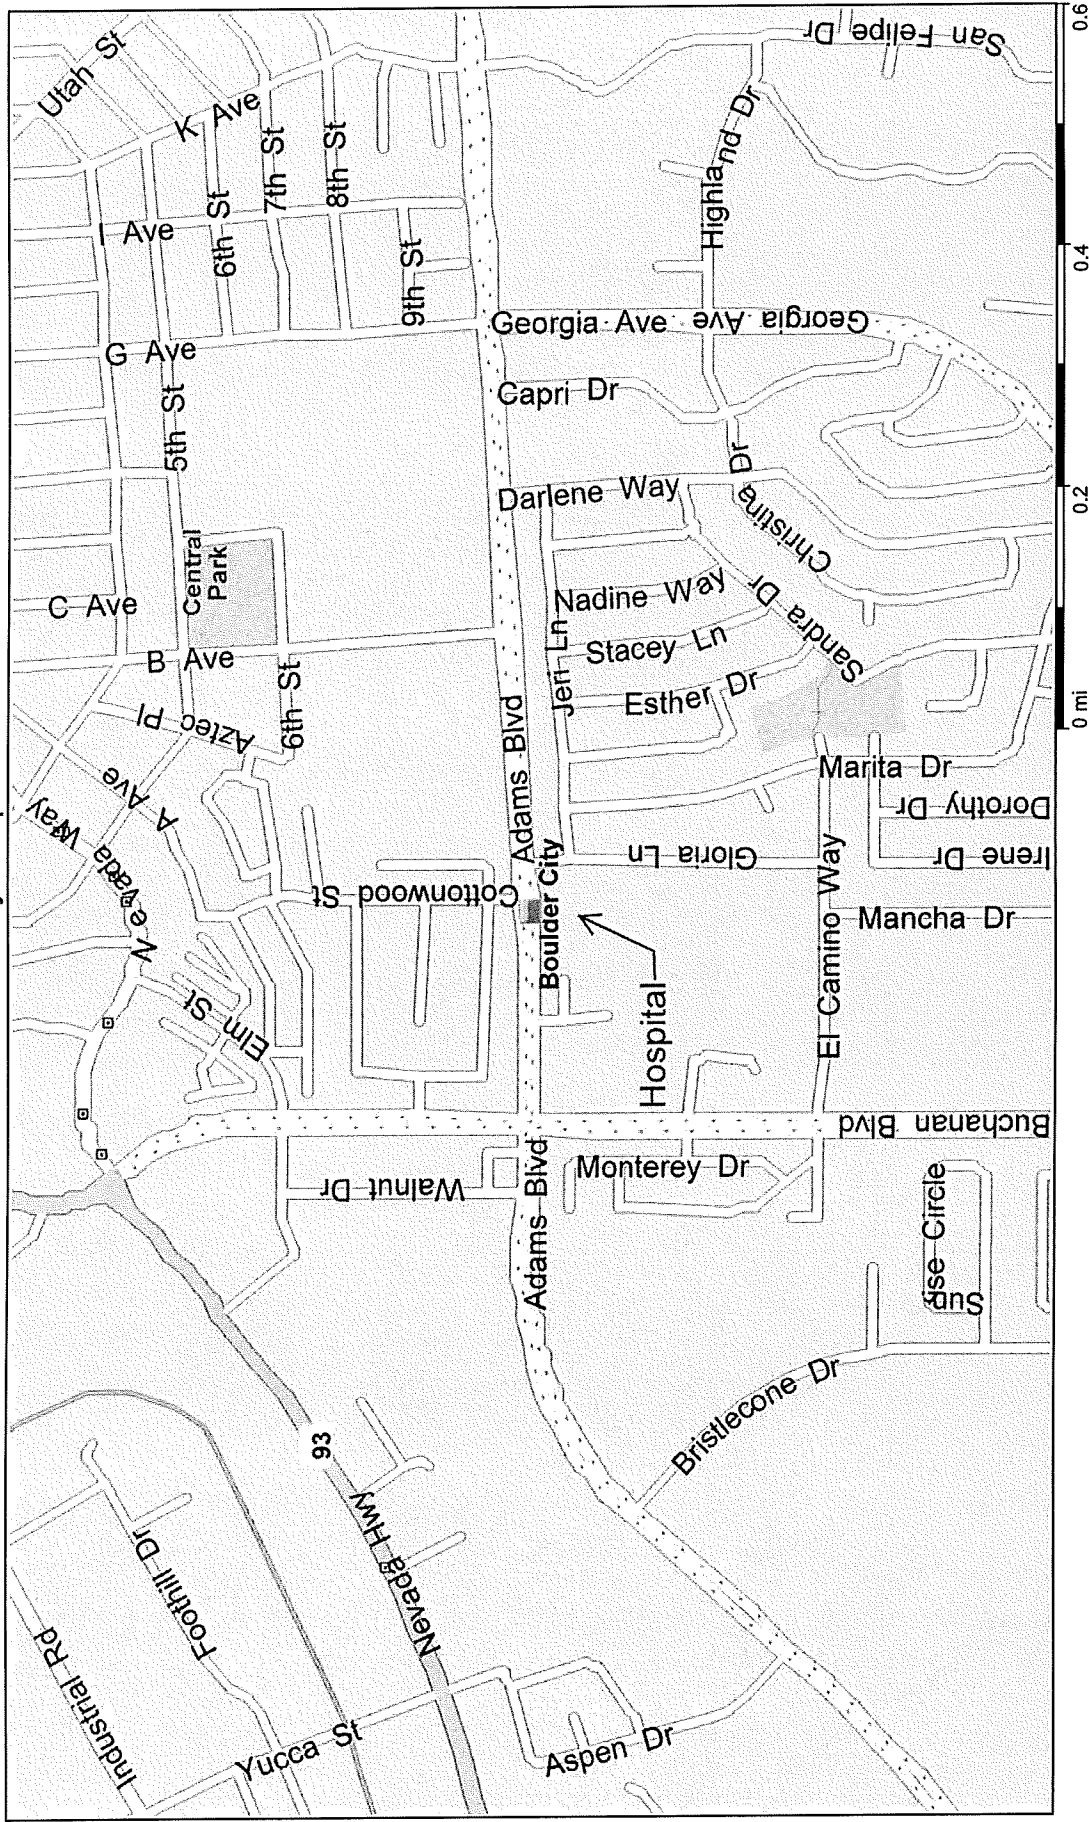 Utah St
K Ave
I Ave
6th St
7th St
8th St
9th St
G Ave
5th St
Central
Park
C Ave
B Ave
6th St
Aztec Pl
A Ave
Nevada Way
Elm St
Cottonwood St
Adams Blvd
Boulder City
Hospital
Georgia Ave
Georgia Ave
Highland Dr
San Felipe Dr
Capri Dr
Darlene Way
Christina Dr
Nadine Way
Jeri Ln
Stacey Ln
Sandra Dr
Esther Dr
Marita Dr
Dorothy Dr
Gloria Ln
Irene Dr
El Camino Way
Mancha Dr
Buchanan Blvd
Monterey Dr
Walnut Dr
Adams Blvd
Sunrise Circle
Bristlecone Dr
93
Nevada Hwy
Foothill Dr
Industrial Rd
Yucca St
Aspen Dr
0 mi
0.2
0.4
0.6